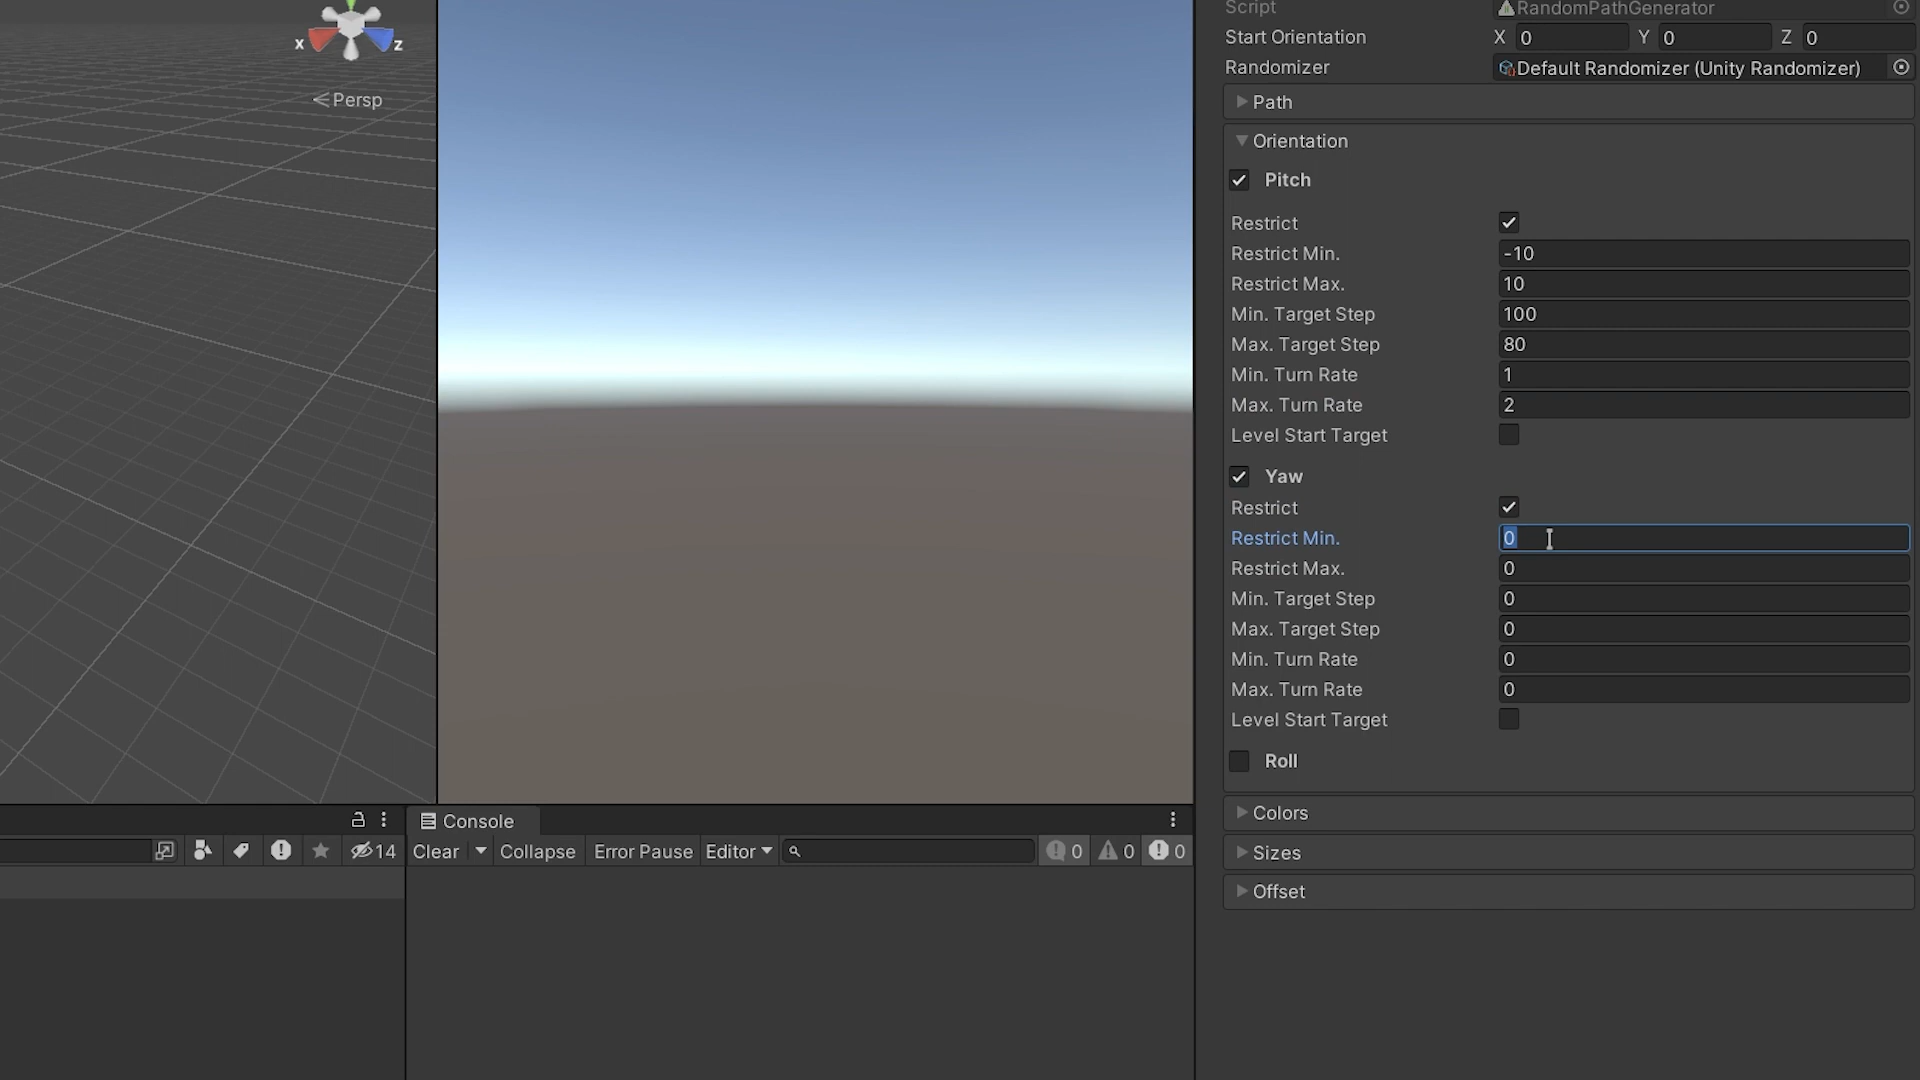 Script RandomPathGenerator
Start Orientation X 0 Y 0 Z 0
Randomizer Default Randomizer (Unity Randomizer)
x z
Persp
Path
Orientation
Pitch
Restrict
Restrict Min. -10
Restrict Max. 10
Min. Target Step 100
Max. Target Step 80
Min. Turn Rate 1
Max. Turn Rate 2
Level Start Target
Yaw
Restrict
Restrict Min. 0
Restrict Max. 0
Min. Target Step 0
Max. Target Step 0
Min. Turn Rate 0
Max. Turn Rate 0
Level Start Target
Roll
Colors
Sizes
Offset
Console
14 Clear Collapse Error Pause Editor 0 0 0